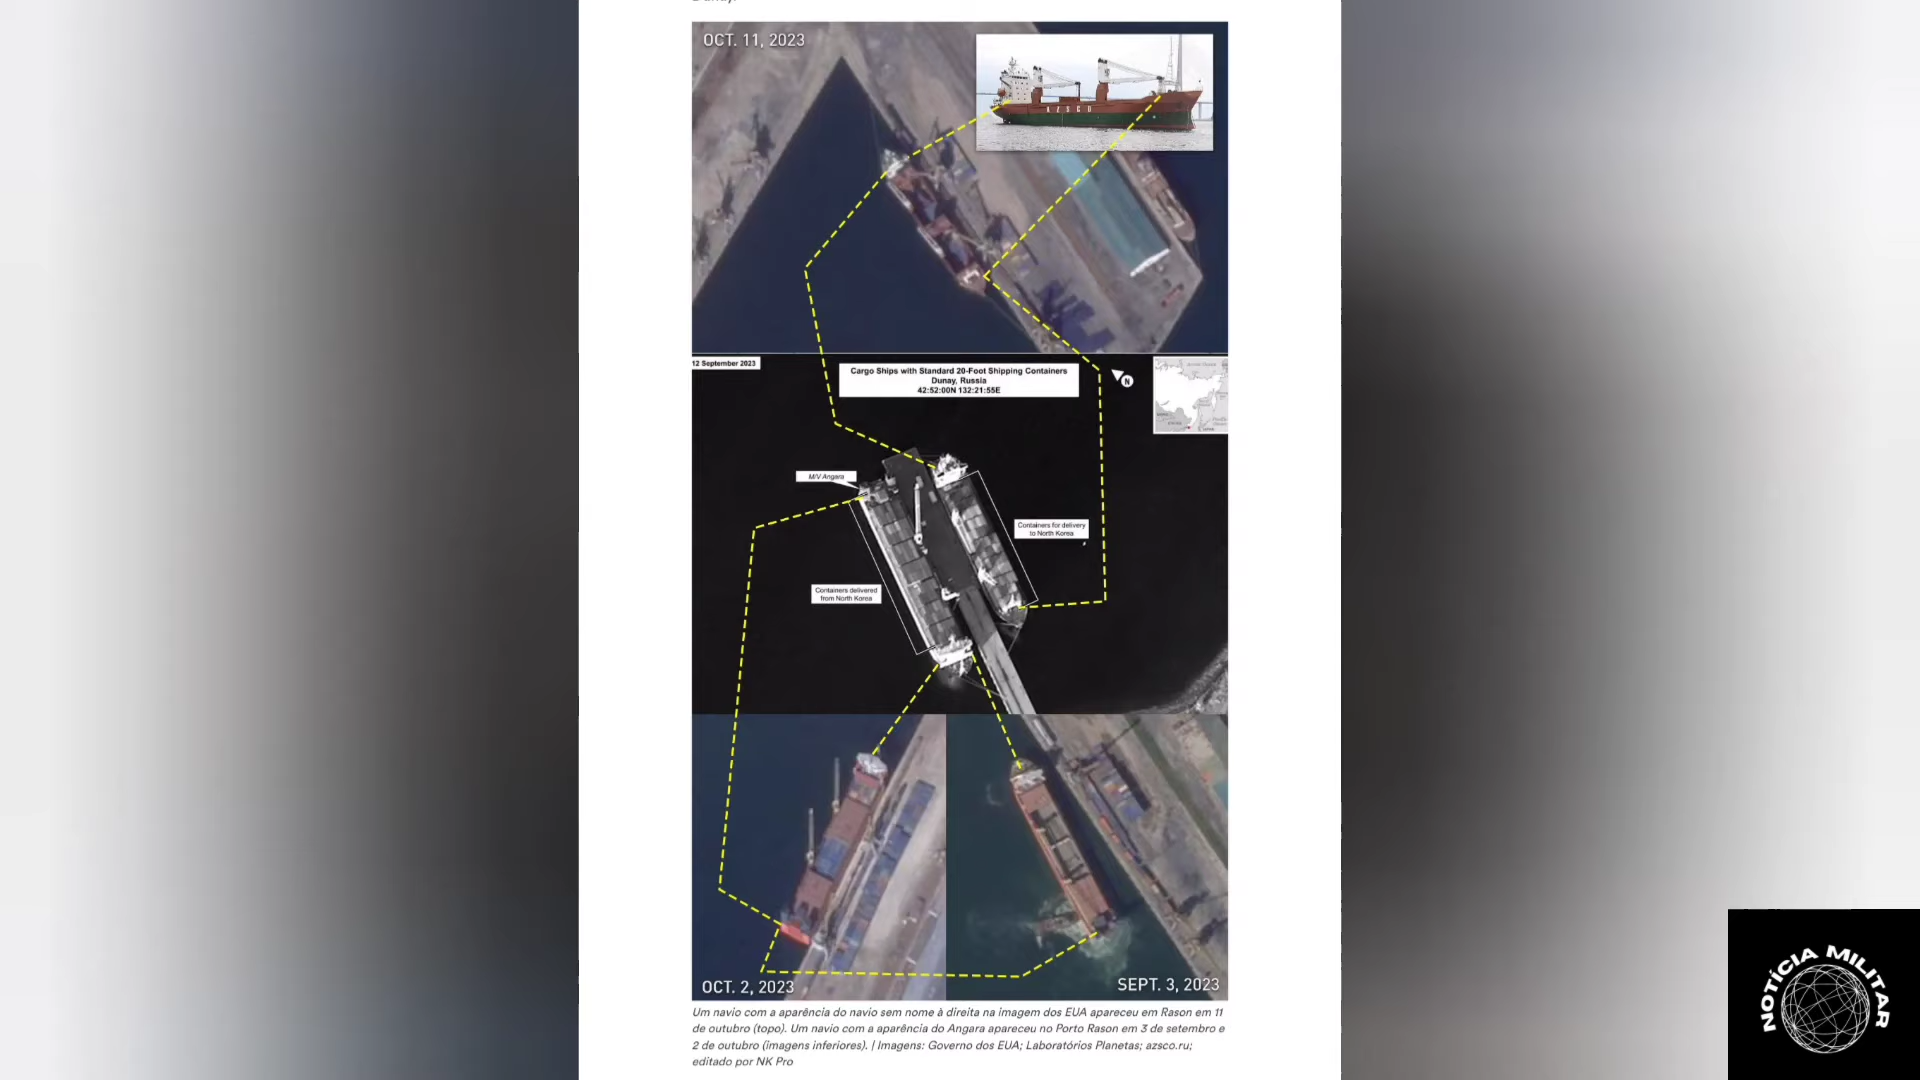 OCT. 11, 2023
AZSCO
12 September 2023
Cargo Ships with Standard 20-Foot Shipping Containers
Dunay, Russia
42:52:00N 132:21:55E
N
M/V Angara
Containers for delivery
to North Korea
Containers delivered
from North Korea
OCT. 2, 2023
SEPT. 3, 2023
Um navio com a aparência do navio sem nome à direita na imagem dos EUA apareceu em Rason em 11
de outubro (topo). Um navio com a aparência do Angara apareceu no Porto Rason em 3 de setembro e
2 de outubro (imagens inferiores). | Imagens: Governo dos EUA; Laboratórios Planetas; azsco.ru;
editado por NK Pro
NOTÍCIA MILITAR